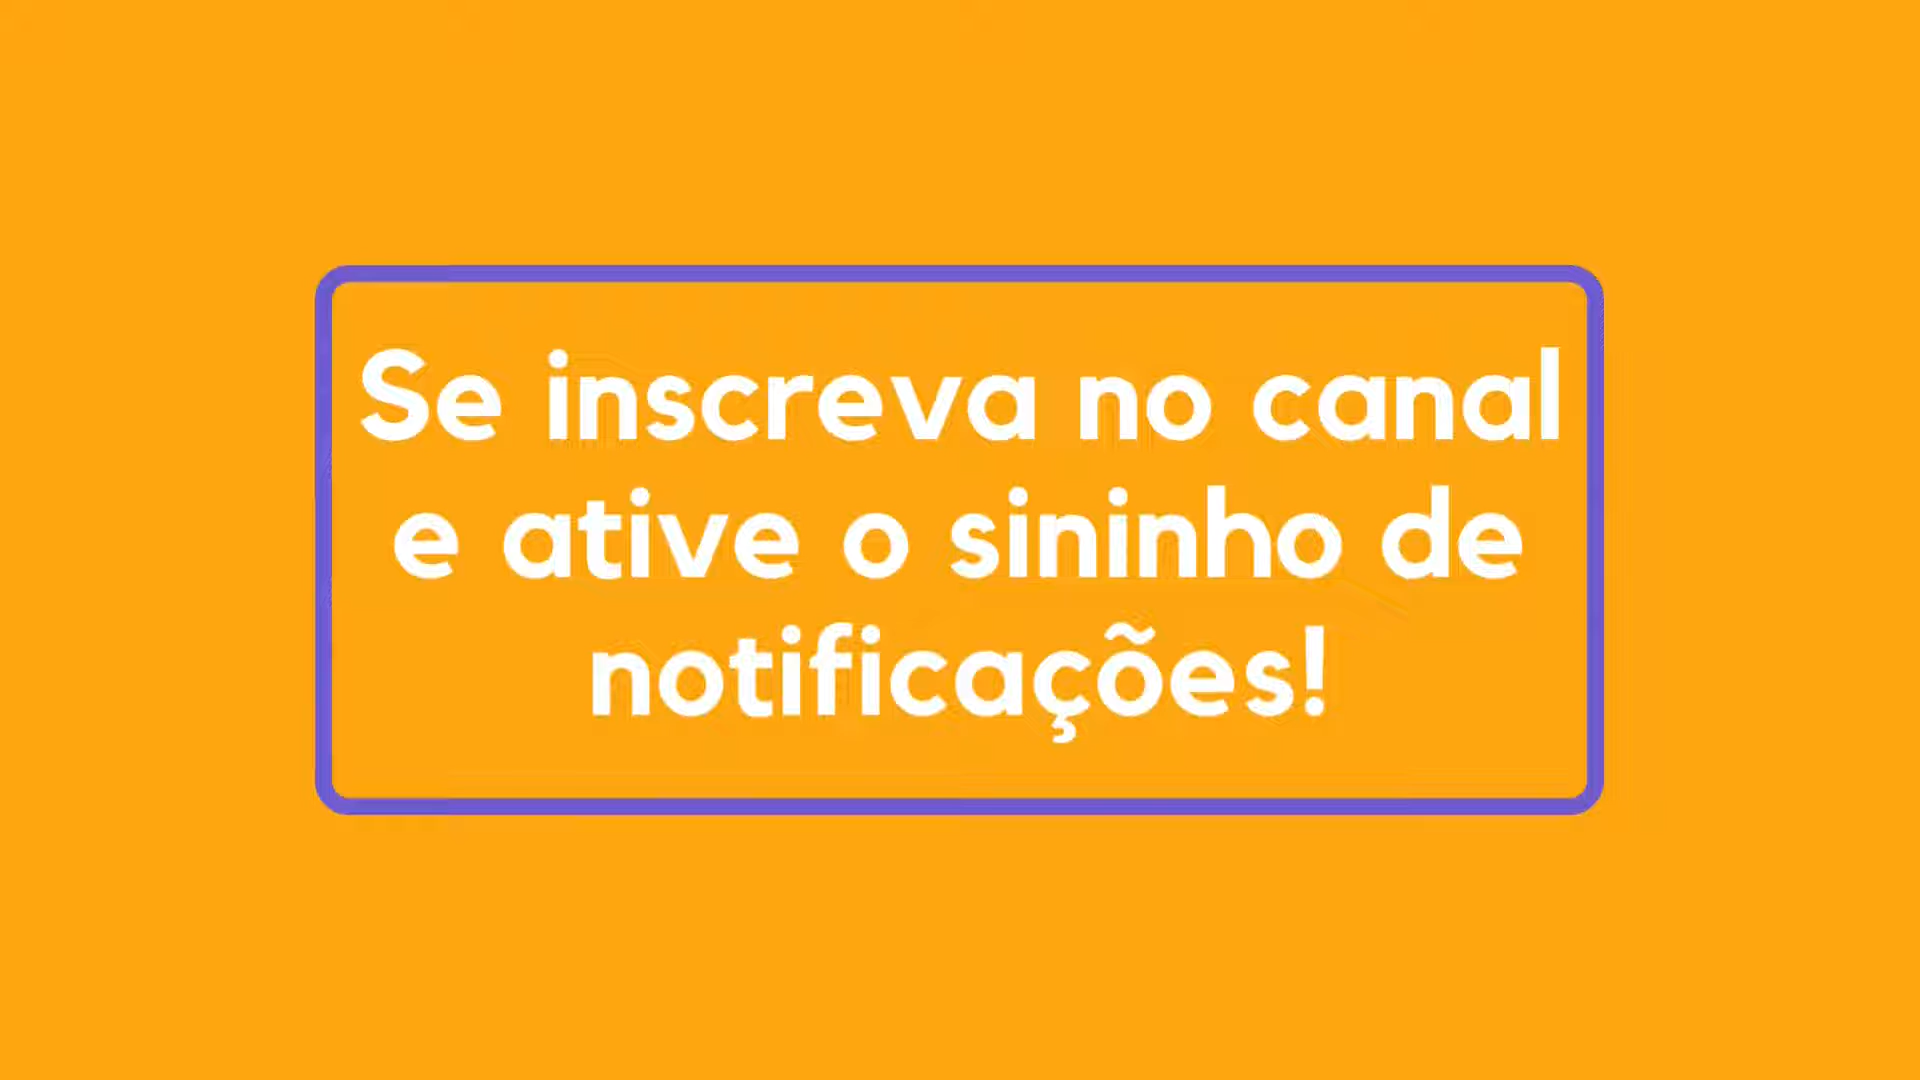 Se inscreva no canal
e ative o sininho de
notificações!